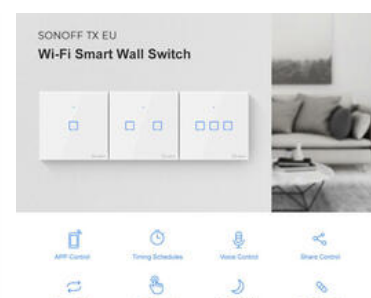 SONOFF TX EU
Wi-Fi Smart Wall Switch
APP Control
Timing Schedules
Voice Control
Share Control